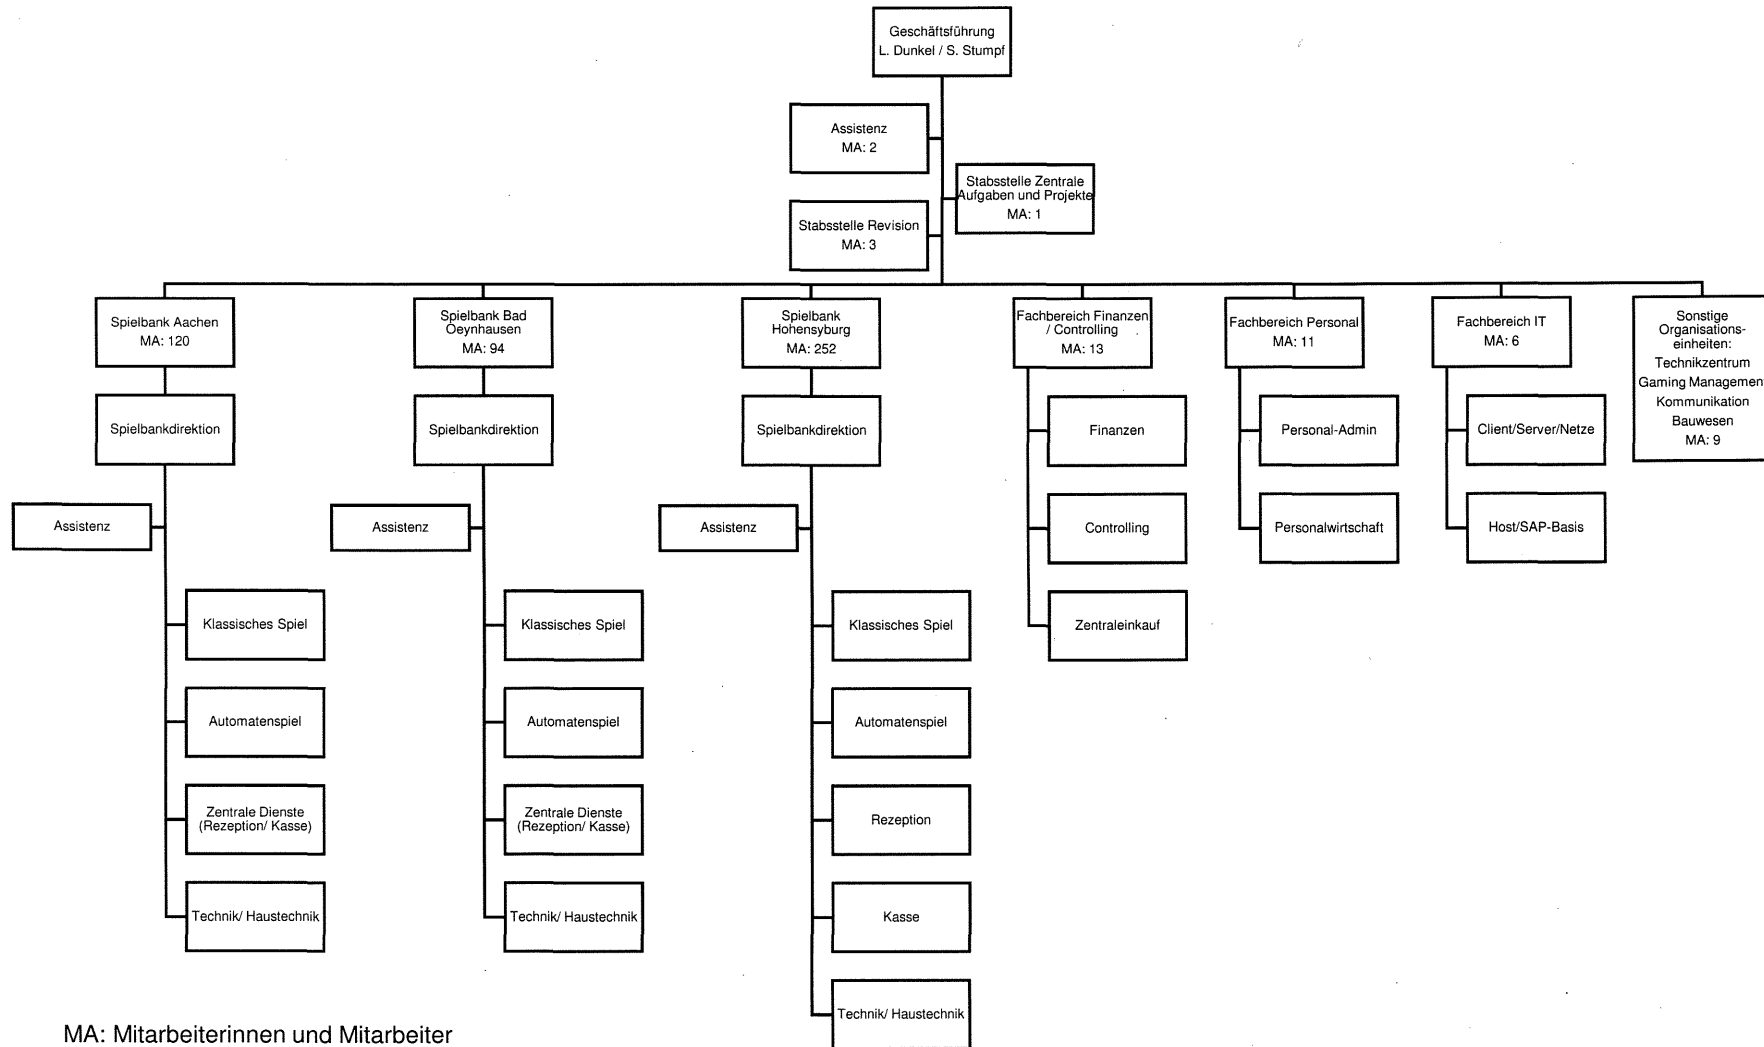 Geschäftsführung
L. Dunkel / S. Stumpf
Assistenz
MA: 2
Stabsstelle Zentrale
Aufgaben und Projekte
MA: 1
Stabsstelle Revision
MA: 3
Spielbank Aachen
MA: 120
Spielbankdirektion
Assistenz
Klassisches Spiel
Automatenspiel
Zentrale Dienste
(Rezeption/ Kasse)
Technik/ Haustechnik
Spielbank Bad
Oeynhausen
MA: 94
Spielbankdirektion
Assistenz
Klassisches Spiel
Automatenspiel
Zentrale Dienste
(Rezeption/ Kasse)
Technik/ Haustechnik
Spielbank
Hohensyburg
MA: 252
Spielbankdirektion
Assistenz
Klassisches Spiel
Automatenspiel
Rezeption
Kasse
Technik/ Haustechnik
Fachbereich Finanzen
/ Controlling
MA: 13
Finanzen
Controlling
Zentraleinkauf
Fachbereich Personal
MA: 11
Personal-Admin
Personalwirtschaft
Fachbereich IT
MA: 6
Client/Server/Netze
Host/SAP-Basis
Sonstige
Organisations-
einheiten:
Technikzentrum
Gaming Managemen
Kommunikation
Bauwesen
MA: 9
MA: Mitarbeiterinnen und Mitarbeiter